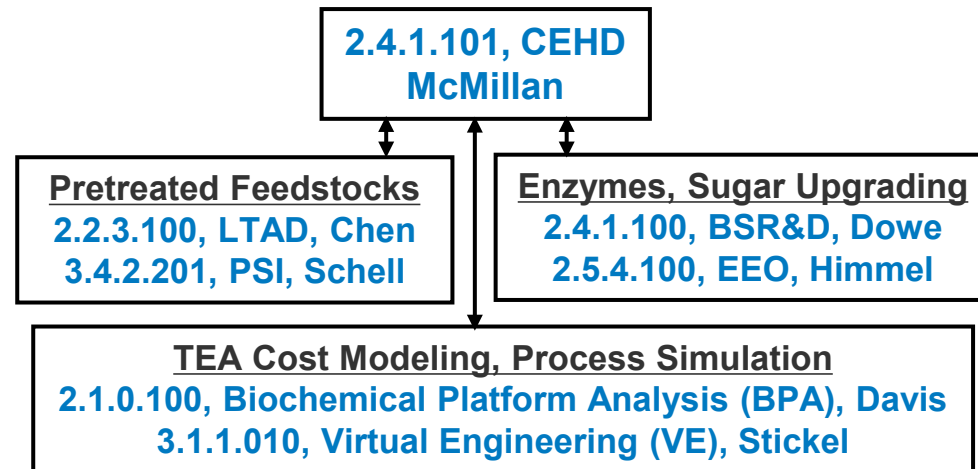 2.4.1.101, CEHD
McMillan
Pretreated Feedstocks
2.2.3.100, LTAD, Chen
3.4.2.201, PSI, Schell
Enzymes, Sugar Upgrading
2.4.1.100, BSR&D, Dowe
2.5.4.100, EEO, Himmel
TEA Cost Modeling, Process Simulation
2.1.0.100, Biochemical Platform Analysis (BPA), Davis
3.1.1.010, Virtual Engineering (VE), Stickel